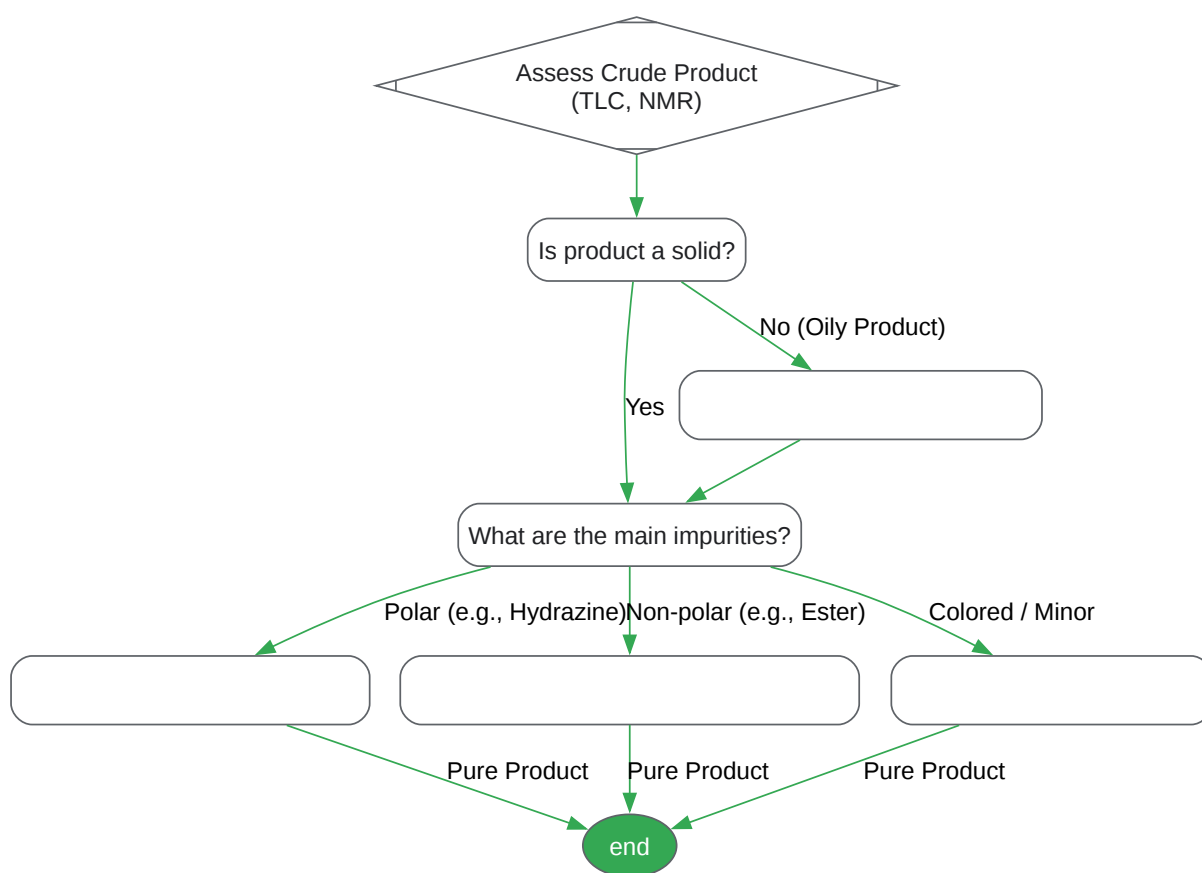 Assess Crude Product
(TLC, NMR)
Is product a solid?
No (Oily Product)
Yes
What are the main impurities?
Polar (e.g., Hydrazine)
Non-polar (e.g., Ester)
Colored / Minor
Pure Product
Pure Product
Pure Product
end